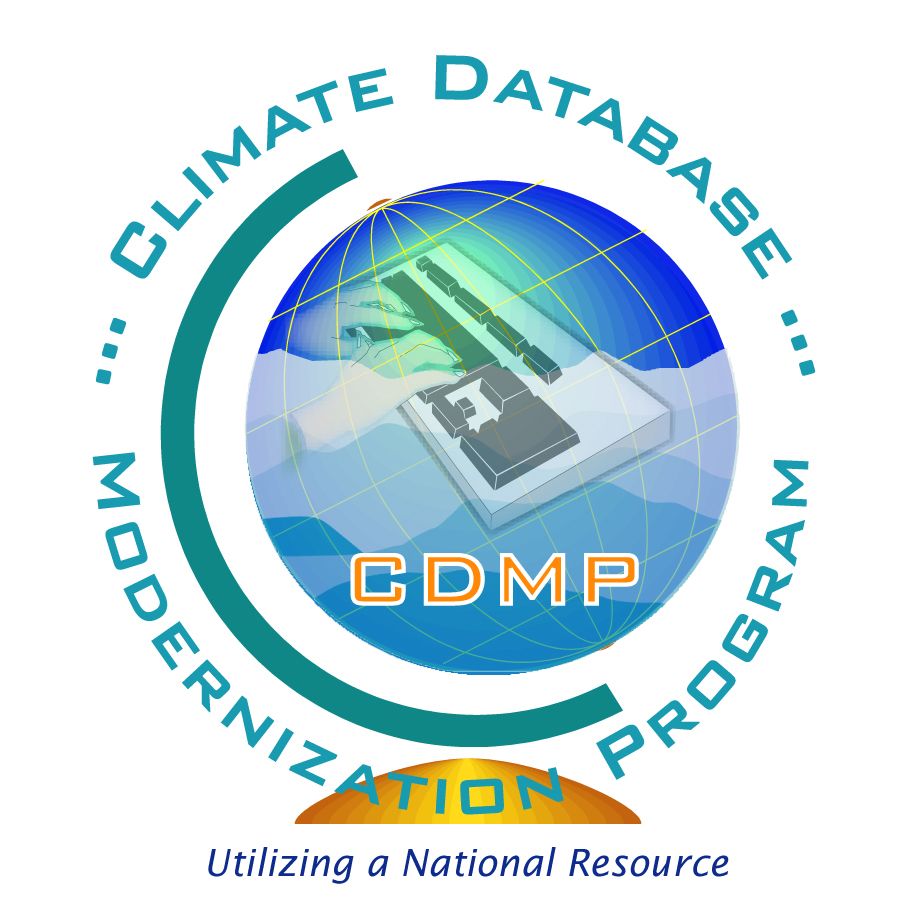 ... Climate Database ...
Modernization Program
CDMP
Utilizing a National Resource